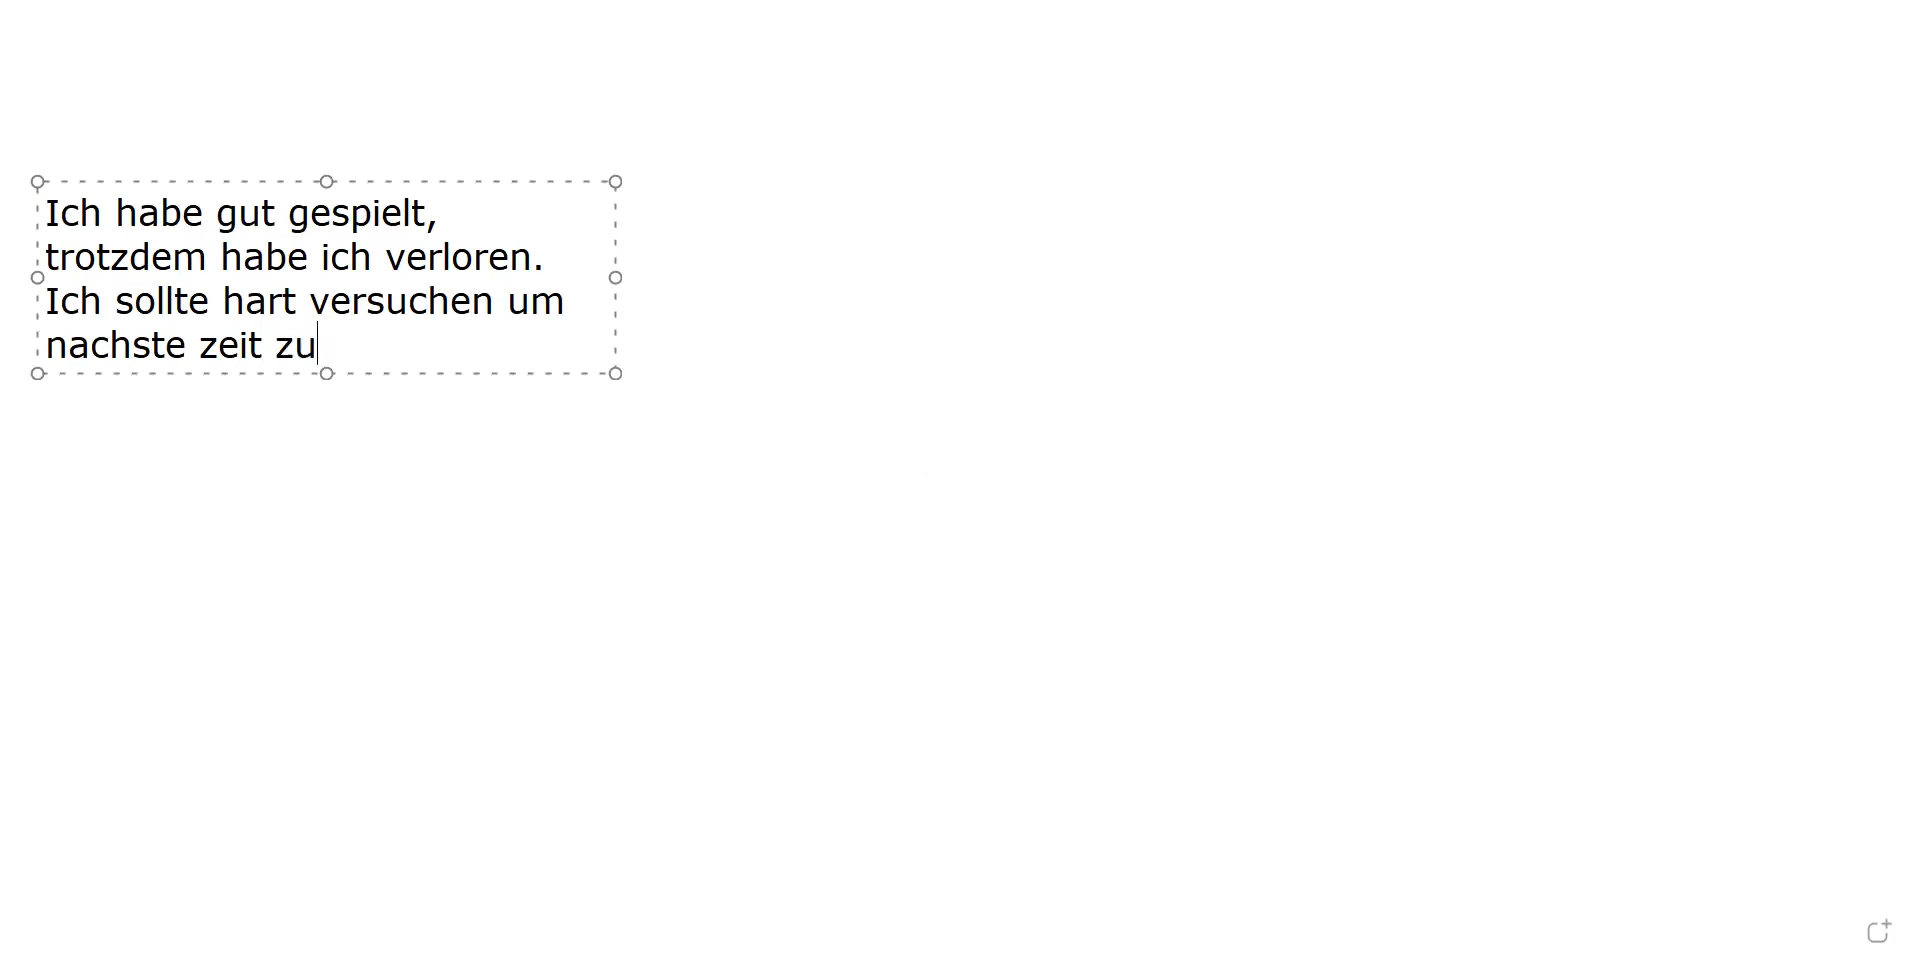 Ich habe gut gespielt,
trotzdem habe ich verloren.
Ich sollte hart versuchen um
nachste zeit zu